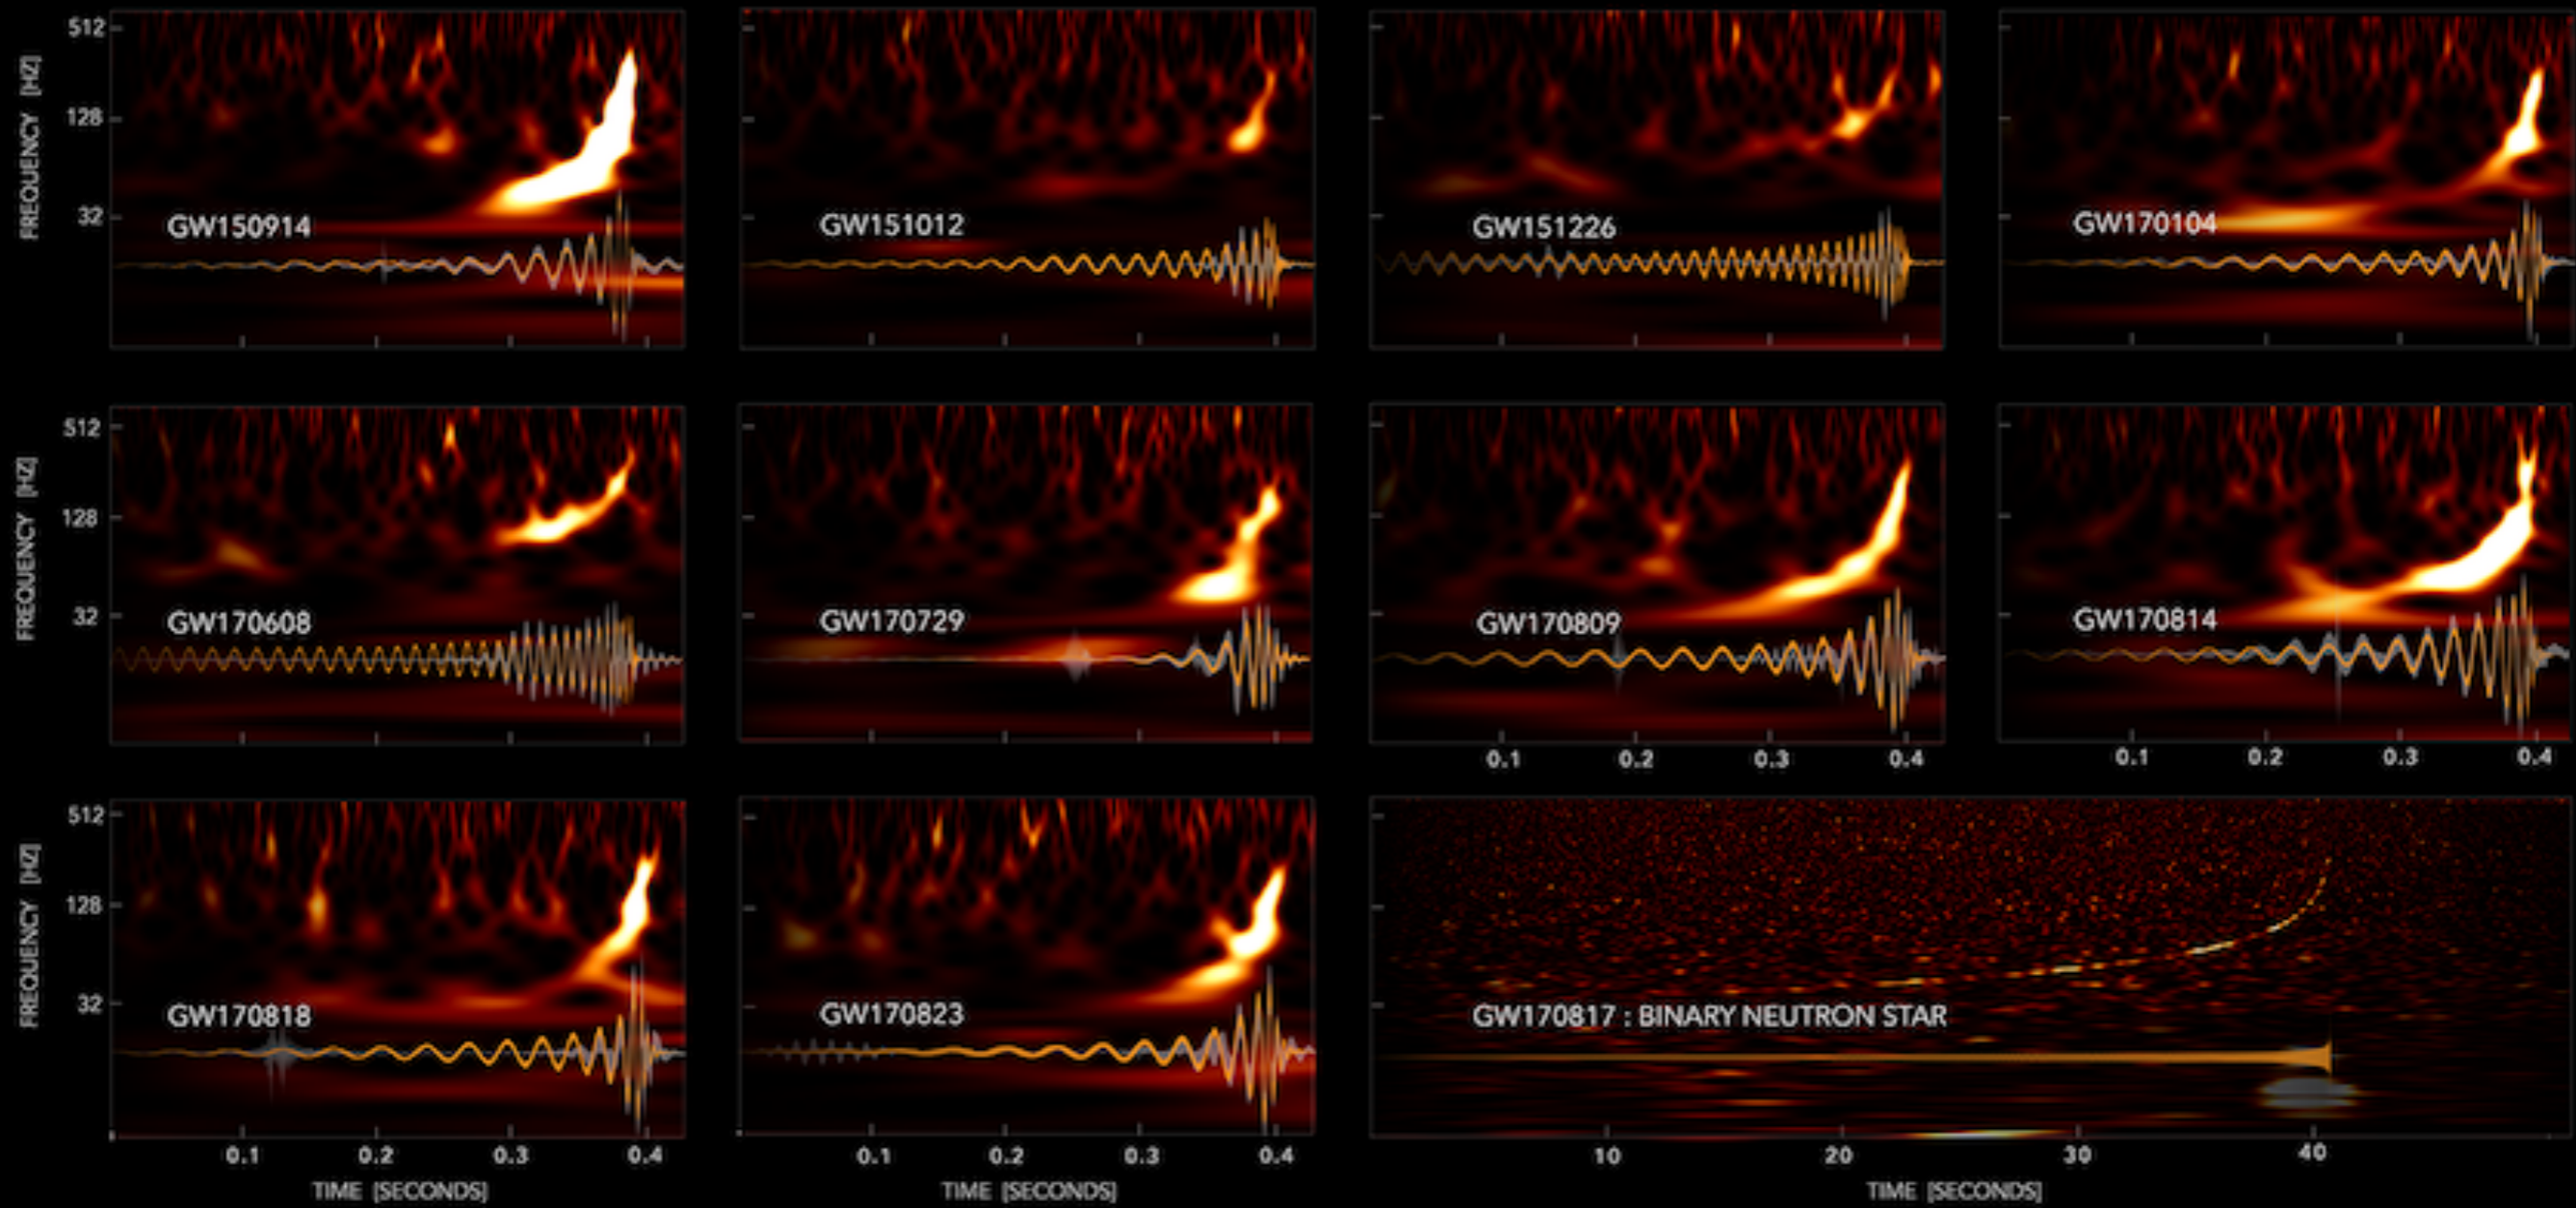 512
128
32
FREQUENCY [HZ]
GW150914
GW151012
GW151226
GW170104
512
128
32
FREQUENCY [HZ]
GW170608
GW170729
GW170809
GW170814
0.1 0.2 0.3 0.4
0.1 0.2 0.3 0.4
512
128
32
FREQUENCY [HZ]
GW170818
GW170823
GW170817 : BINARY NEUTRON STAR
0.1 0.2 0.3 0.4
0.1 0.2 0.3 0.4
10 20 30 40
TIME [SECONDS]
TIME [SECONDS]
TIME [SECONDS]